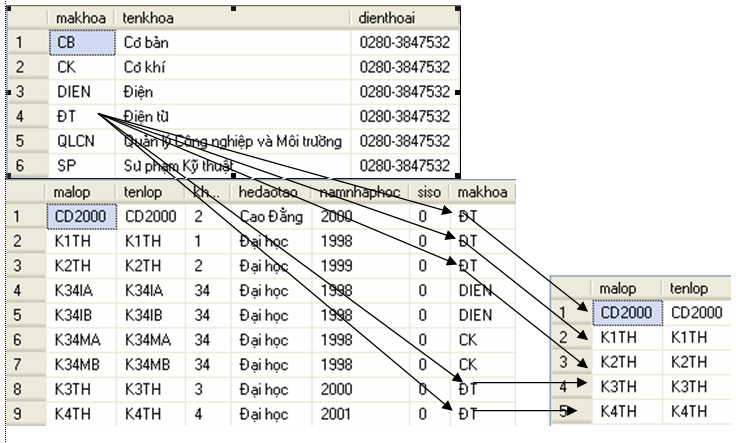 makhoa tenkhoa dienthoai
1 CB Cơ bản 0280-3847532
2 CK Cơ khí 0280-3847532
3 DIEN Điện 0280-3847532
4 ĐT Điện tử 0280-3847532
5 QLCN Quản lý Công nghiệp và Môi trường 0280-3847532
6 SP Sư phạm Kỹ thuật 0280-3847532
malop tenlop kh... hedaotao namnhaphoc siso makhoa
1 CD2000 CD2000 2 Cao Đẳng 2000 0 ĐT
2 K1TH K1TH 1 Đại học 1998 0 ĐT
3 K2TH K2TH 2 Đại học 1999 0 ĐT
4 K34IA K34IA 34 Đại học 1998 0 DIEN
5 K34IB K34IB 34 Đại học 1998 0 DIEN
6 K34MA K34MA 34 Đại học 1998 0 CK
7 K34MB K34MB 34 Đại học 1998 0 CK
8 K3TH K3TH 3 Đại học 2000 0 ĐT
9 K4TH K4TH 4 Đại học 2001 0 ĐT
malop tenlop
1 CD2000 CD2000
2 K1TH K1TH
3 K2TH K2TH
4 K3TH K3TH
5 K4TH K4TH